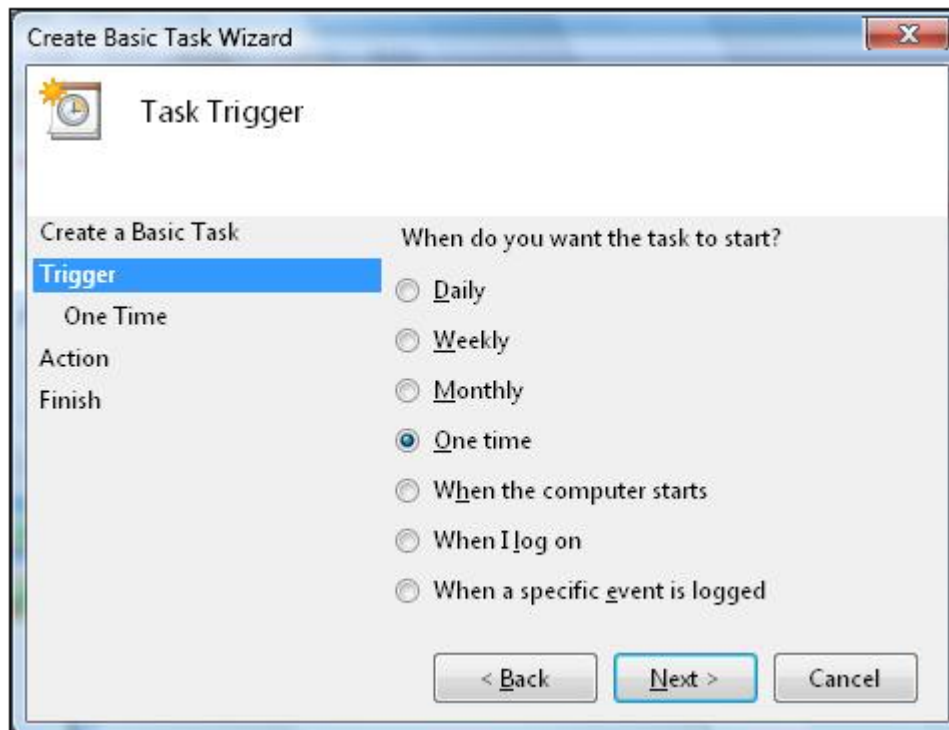 Create Basic Task Wizard
Task Trigger
Create a Basic Task
Trigger
One Time
Action
Finish
When do you want the task to start?
Daily
Weekly
Monthly
One time
When the computer starts
When I log on
When a specific event is logged
< Back
Next >
Cancel